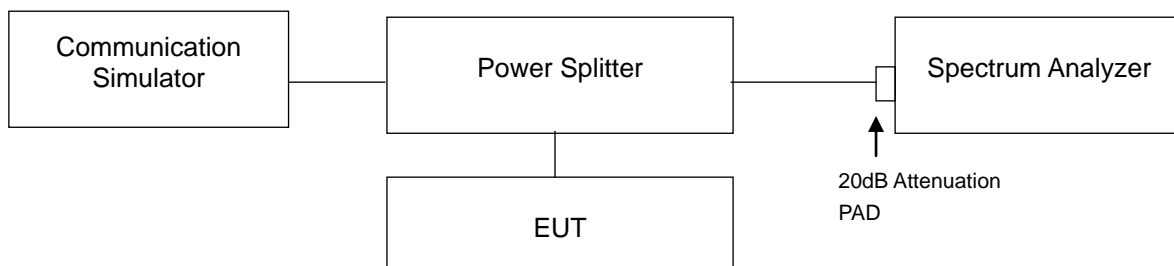 Communication
Simulator
Power Splitter
Spectrum Analyzer
20dB Attenuation
PAD
EUT